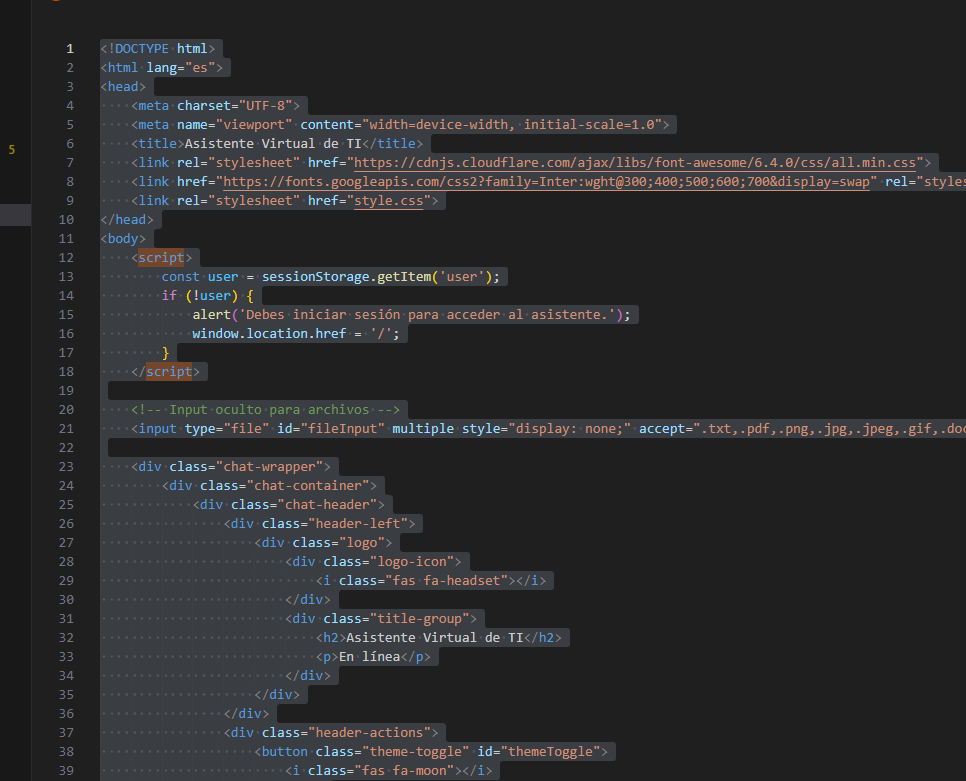 5
1 <!DOCTYPE html>
2 <html lang="es">
3 <head>
4 <meta charset="UTF-8">
5 <meta name="viewport" content="width=device-width, initial-scale=1.0">
6 <title>Asistente Virtual de TI</title>
7 <link rel="stylesheet" href="https://cdnjs.cloudflare.com/ajax/libs/font-awesome/6.4.0/css/all.min.css">
8 <link href="https://fonts.googleapis.com/css2?family=Inter:wght@300;400;500;600;700&display=swap" rel="styles
9 <link rel="stylesheet" href="style.css">
10 </head>
11 <body>
12 <script>
13 const user = sessionStorage.getItem('user');
14 if (!user) {
15 alert('Debes iniciar sesión para acceder al asistente.');
16 window.location.href = '/';
17 }
18 </script>
19
20 <!-- Input oculto para archivos -->
21 <input type="file" id="fileInput" multiple style="display: none;" accept=".txt,.pdf,.png,.jpg,.jpeg,.gif,.doc
22
23 <div class="chat-wrapper">
24 <div class="chat-container">
25 <div class="chat-header">
26 <div class="header-left">
27 <div class="logo">
28 <div class="logo-icon">
29 <i class="fas fa-headset"></i>
30 </div>
31 <div class="title-group">
32 <h2>Asistente Virtual de TI</h2>
33 <p>En línea</p>
34 </div>
35 </div>
36 </div>
37 <div class="header-actions">
38 <button class="theme-toggle" id="themeToggle">
39 <i class="fas fa-moon"></i>